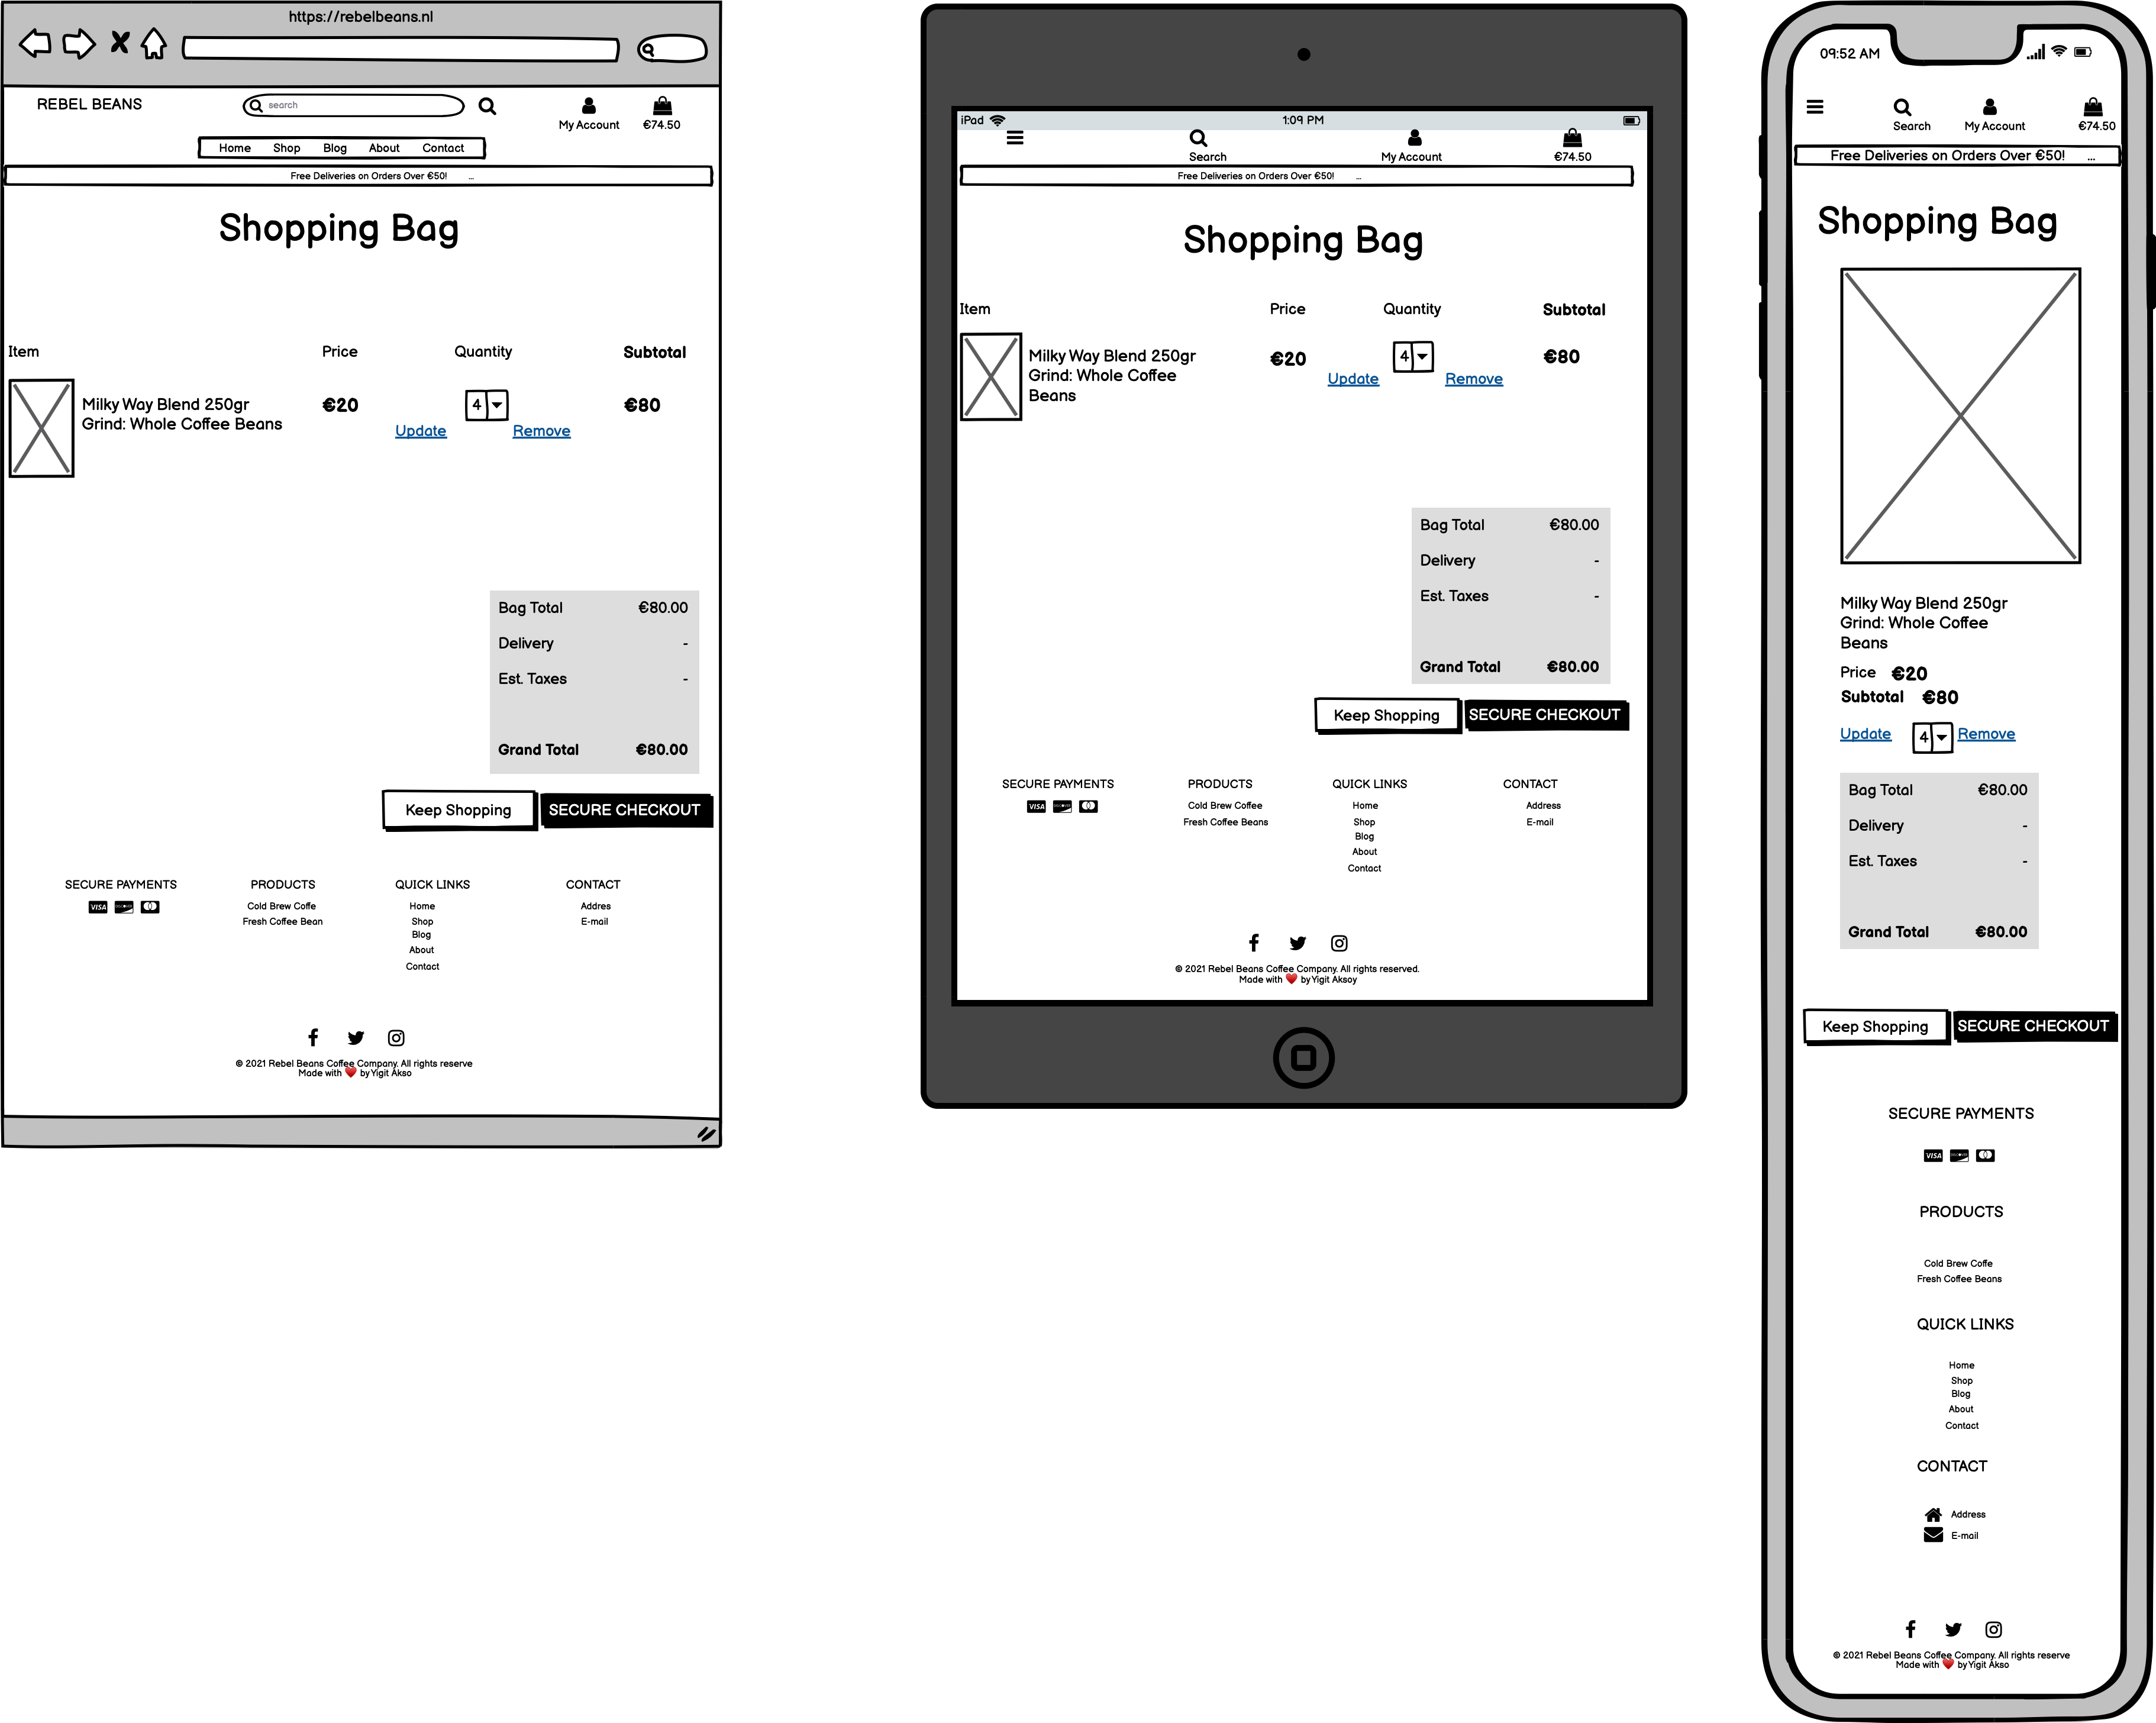 https://rebelbeans.nl
REBEL BEANS
search
My Account
€74.50
Home Shop Blog About Contact
Free Deliveries on Orders Over €50! ...
Shopping Bag
Item Price Quantity Subtotal
Milky Way Blend 250gr
Grind: Whole Coffee Beans
€20
4
€80
Update Remove
Bag Total €80.00
Delivery -
Est. Taxes -
Grand Total €80.00
Keep Shopping SECURE CHECKOUT
SECURE PAYMENTS PRODUCTS QUICK LINKS CONTACT
VISA DISCOVER Cold Brew Coffe Home Addres
Fresh Coffee Bean Shop E-mail
Blog
About
Contact
© 2021 Rebel Beans Coffee Company. All rights reserve
Made with ❤️ by Yigit Akso
iPad 1:09 PM
Search My Account €74.50
Free Deliveries on Orders Over €50! ...
Shopping Bag
Item Price Quantity Subtotal
Milky Way Blend 250gr
Grind: Whole Coffee
Beans
€20
4
€80
Update Remove
Bag Total €80.00
Delivery -
Est. Taxes -
Grand Total €80.00
Keep Shopping SECURE CHECKOUT
SECURE PAYMENTS PRODUCTS QUICK LINKS CONTACT
VISA DISCOVER Cold Brew Coffee Home Address
Fresh Coffee Beans Shop E-mail
Blog
About
Contact
© 2021 Rebel Beans Coffee Company. All rights reserved.
Made with ❤️ by Yigit Aksoy
09:52 AM
Search My Account €74.50
Free Deliveries on Orders Over €50! ...
Shopping Bag
Milky Way Blend 250gr
Grind: Whole Coffee
Beans
Price €20
Subtotal €80
Update 4 Remove
Bag Total €80.00
Delivery -
Est. Taxes -
Grand Total €80.00
Keep Shopping SECURE CHECKOUT
SECURE PAYMENTS
VISA DISCOVER
PRODUCTS
Cold Brew Coffe
Fresh Coffee Beans
QUICK LINKS
Home
Shop
Blog
About
Contact
CONTACT
Address
E-mail
© 2021 Rebel Beans Coffee Company. All rights reserve
Made with ❤️ by Yigit Akso